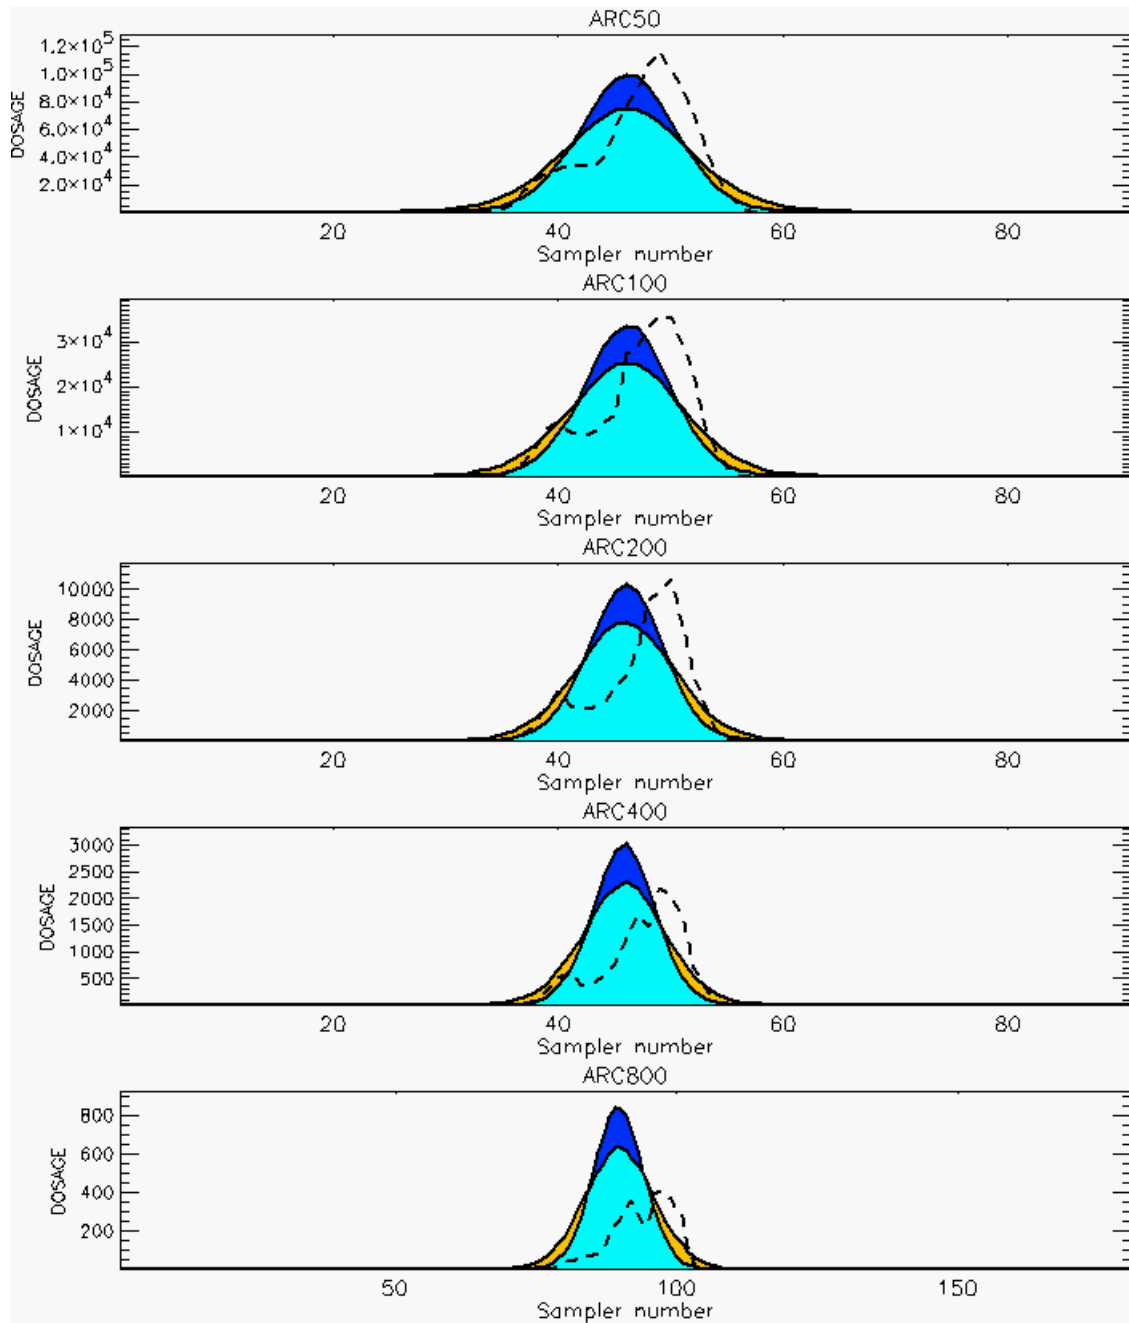 ARC50
1.2×10^5
1.0×10^5
8.0×10^4
6.0×10^4
4.0×10^4
2.0×10^4
DOSAGE
20 40 60 80
Sampler number
ARC100
3×10^4
2×10^4
1×10^4
DOSAGE
20 40 60 80
Sampler number
ARC200
10000
8000
6000
4000
2000
DOSAGE
20 40 60 80
Sampler number
ARC400
3000
2500
2000
1500
1000
500
DOSAGE
20 40 60 80
Sampler number
ARC800
800
600
400
200
DOSAGE
50 100 150
Sampler number